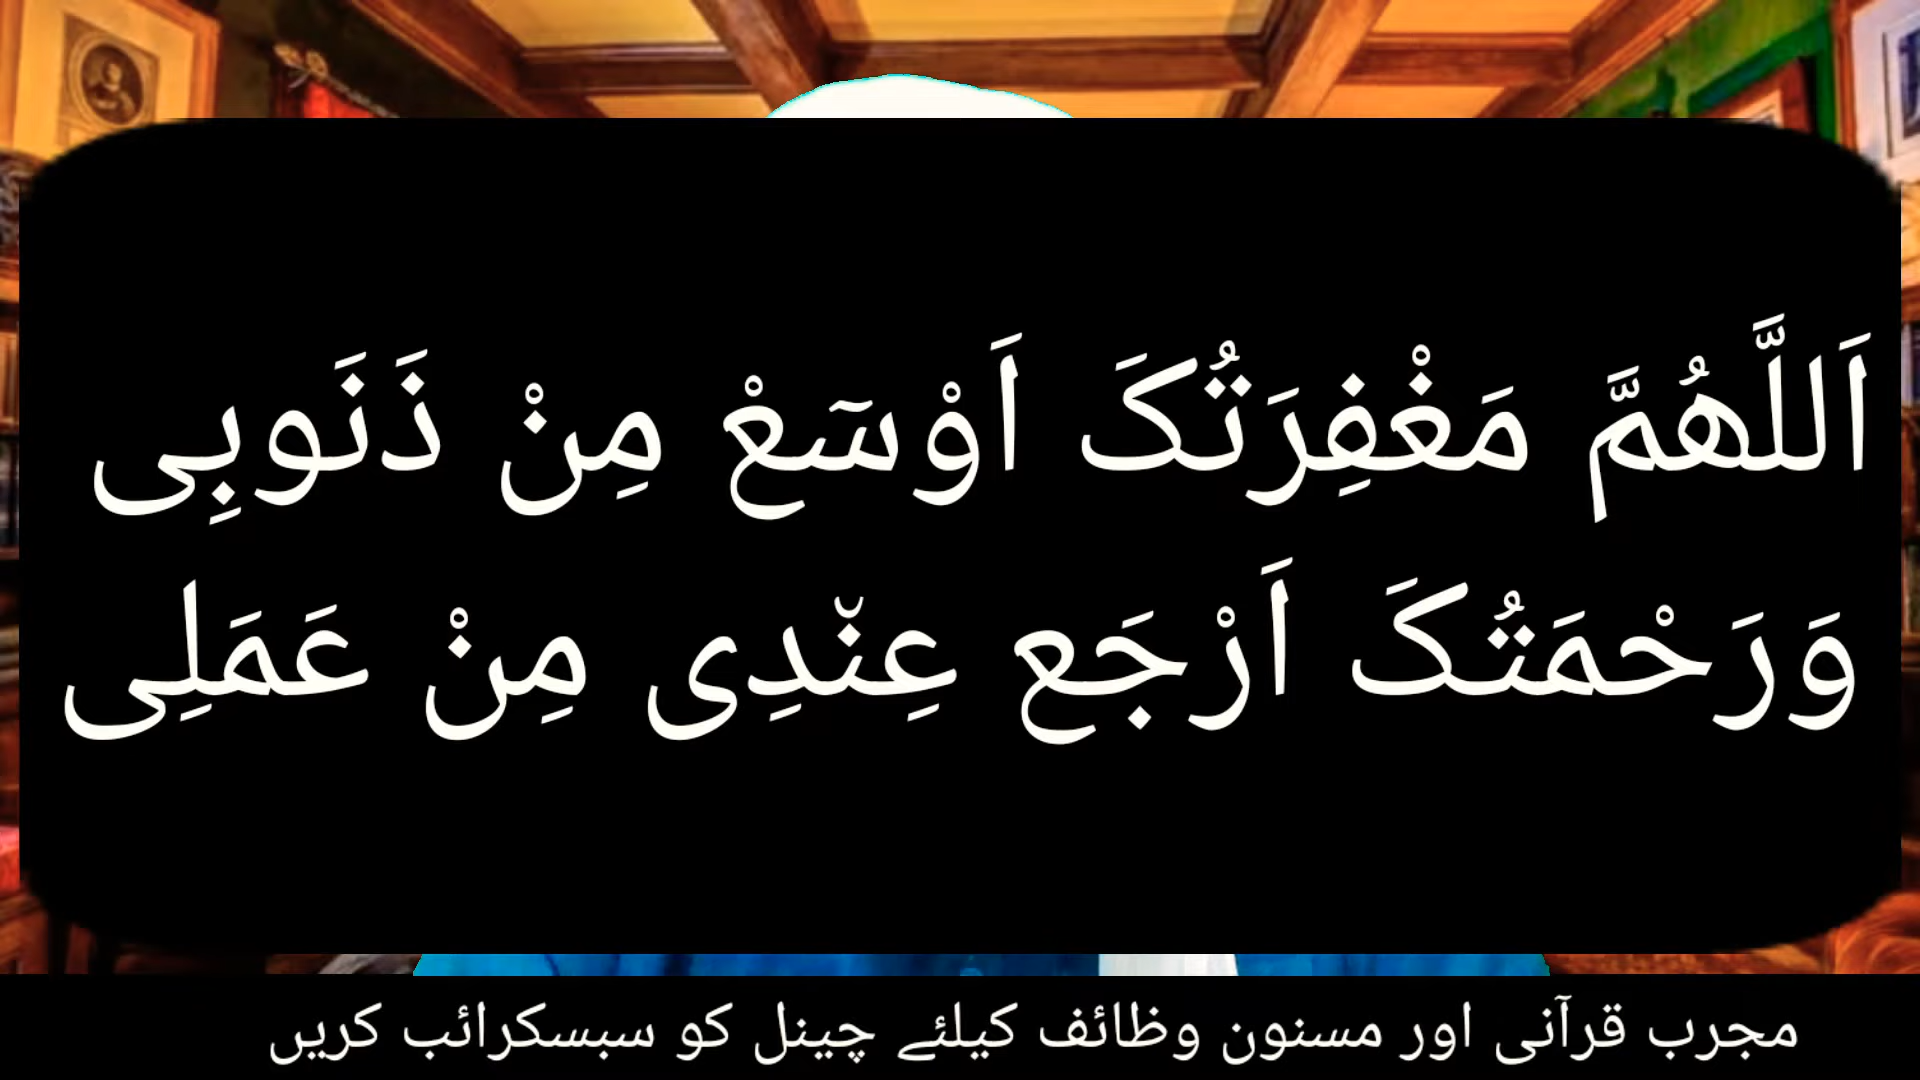 اَللَّهُمَّ مَغْفِرَتُکَ اَوْسَٓعْ مِنْ ذَنَوبِی
وَرَحْمَتُکَ اَرْجَع عِنْ٘دِی مِنْ عَمَلِی
مجرب قرآنی اور مسنون وظائف کیلئے چینل کو سبسکرائب کریں